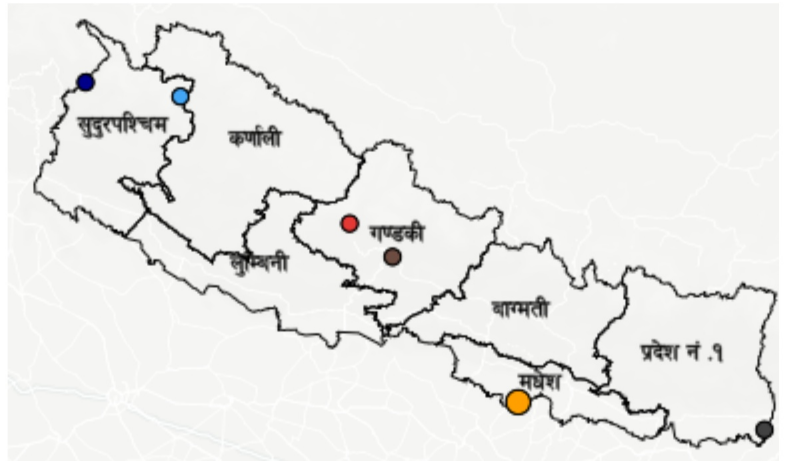 सुदुरपश्चिम
कर्णाली
गण्डकी
लुम्बिनी
बाग्मती
प्रदेश नं .१
मधेश